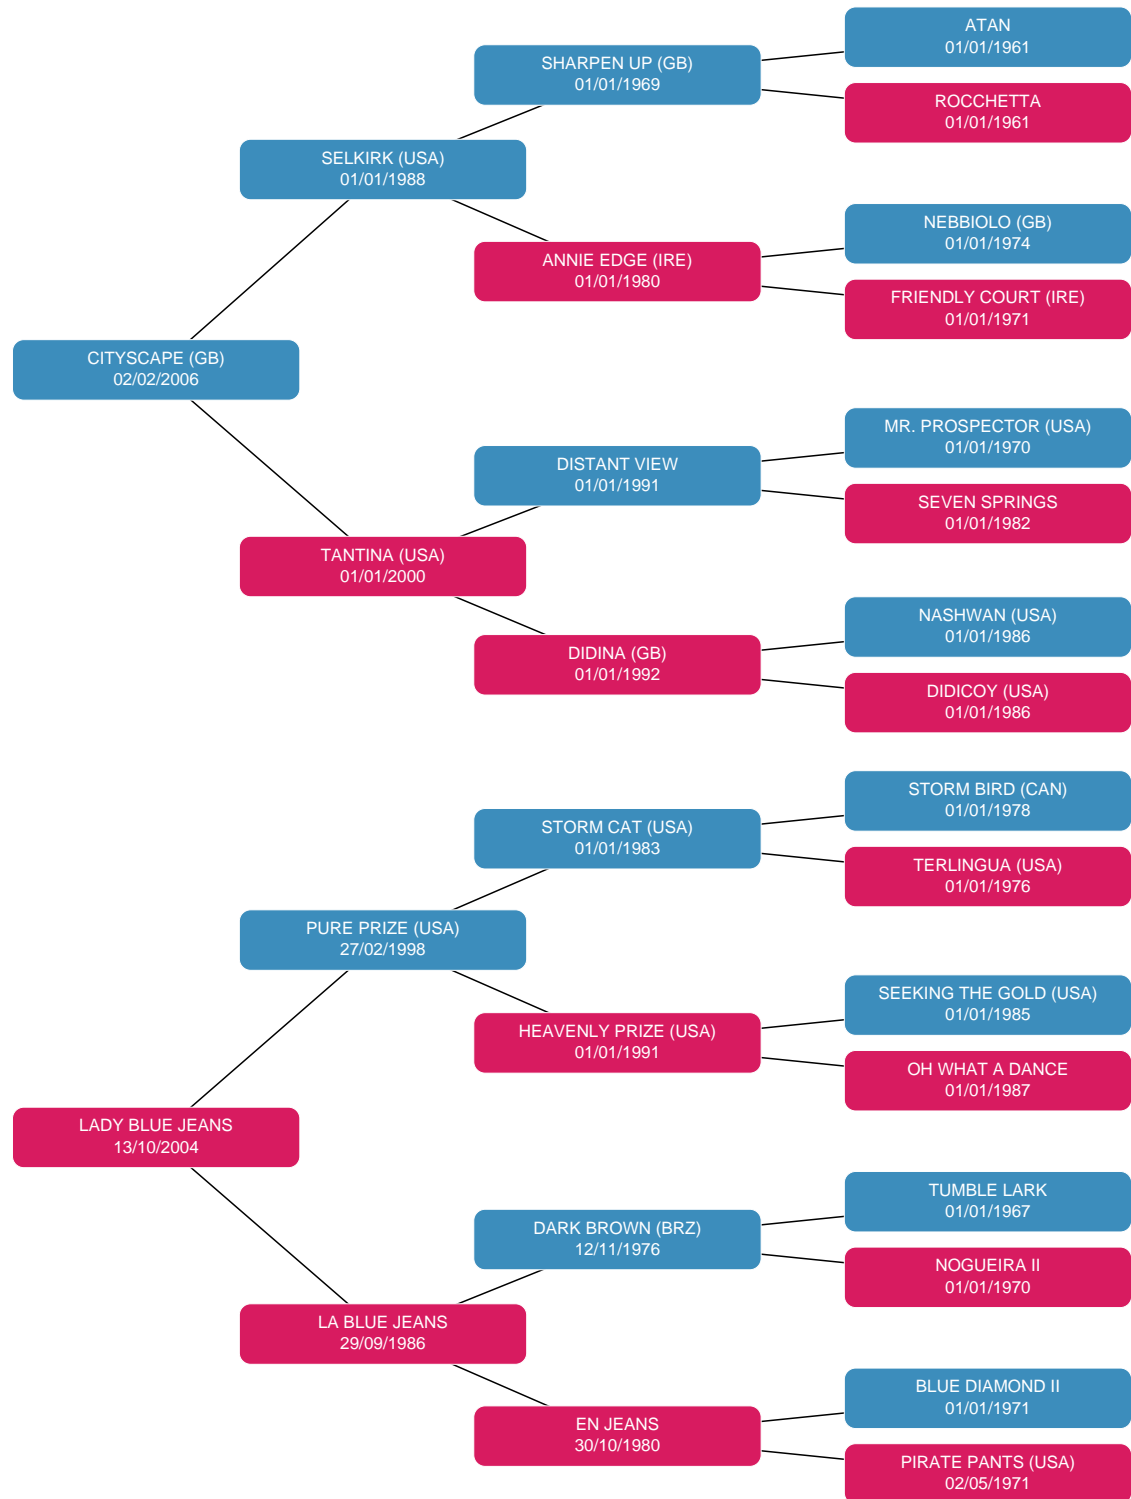 ATAN
01/01/1961
SHARPEN UP (GB)
01/01/1969
ROCCHETTA
01/01/1961
SELKIRK (USA)
01/01/1988
NEBBIOLO (GB)
01/01/1974
ANNIE EDGE (IRE)
01/01/1980
FRIENDLY COURT (IRE)
01/01/1971
CITYSCAPE (GB)
02/02/2006
MR. PROSPECTOR (USA)
01/01/1970
DISTANT VIEW
01/01/1991
SEVEN SPRINGS
01/01/1982
TANTINA (USA)
01/01/2000
NASHWAN (USA)
01/01/1986
DIDINA (GB)
01/01/1992
DIDICOY (USA)
01/01/1986
STORM BIRD (CAN)
01/01/1978
STORM CAT (USA)
01/01/1983
TERLINGUA (USA)
01/01/1976
PURE PRIZE (USA)
27/02/1998
SEEKING THE GOLD (USA)
01/01/1985
HEAVENLY PRIZE (USA)
01/01/1991
OH WHAT A DANCE
01/01/1987
LADY BLUE JEANS
13/10/2004
TUMBLE LARK
01/01/1967
DARK BROWN (BRZ)
12/11/1976
NOGUEIRA II
01/01/1970
LA BLUE JEANS
29/09/1986
BLUE DIAMOND II
01/01/1971
EN JEANS
30/10/1980
PIRATE PANTS (USA)
02/05/1971